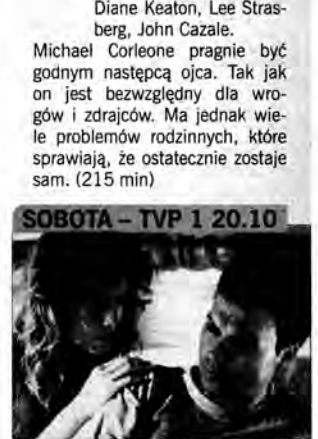 Diane Keaton, Lee Stras-
berg, John Cazale.
Michael Corleone pragnie być
godnym następcą ojca. Tak jak
on jest bezwzględny dla wro-
gów i zdrajców. Ma jednak wie-
le problemów rodzinnych, które
sprawiają, że ostatecznie zostaje
sam. (215 min)
SOBOTA – TVP 1 20.10